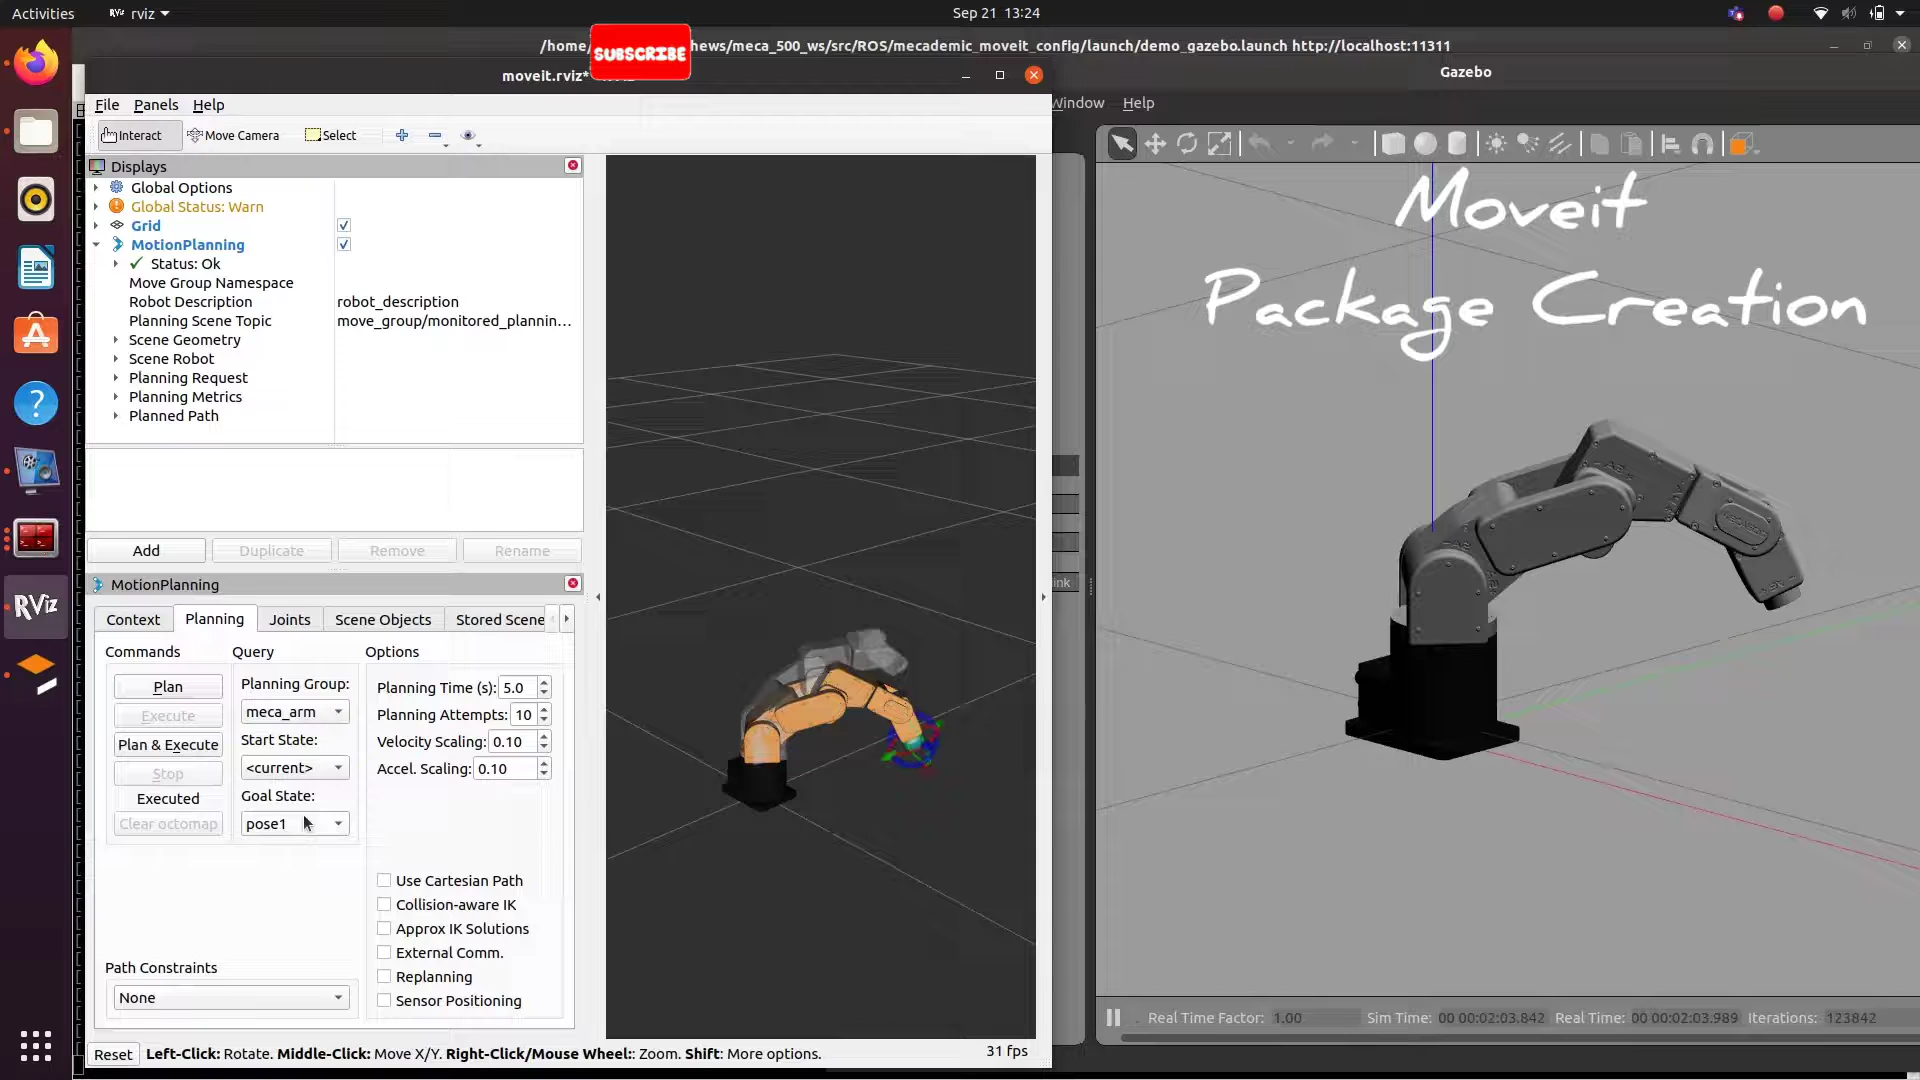 Activities
RViz
rviz
Sep 21 13:24
/home/
hews/meca_500_ws/src/ROS/mecademic_moveit_config/launch/demo_gazebo.launch http://localhost:11311
SUBSCRIBE
moveit.rviz*
Gazebo
File Panels Help
Window Help
Interact Move Camera Select
Displays
Global Options
Global Status: Warn
Grid
MotionPlanning
Status: Ok
Move Group Namespace
Robot Description robot_description
Planning Scene Topic move_group/monitored_plannin...
Scene Geometry
Scene Robot
Planning Request
Planning Metrics
Planned Path
Moveit
Package Creation
Add Duplicate Remove Rename
MotionPlanning
ink
Context Planning Joints Scene Objects Stored Scene
Commands Query Options
Plan
Execute
Plan & Execute
Stop
Executed
Clear octomap
Planning Group:
meca_arm
Start State:
<current>
Goal State:
pose1
Planning Time (s): 5.0
Planning Attempts: 10
Velocity Scaling: 0.10
Accel. Scaling: 0.10
Use Cartesian Path
Collision-aware IK
Approx IK Solutions
External Comm.
Replanning
Sensor Positioning
Path Constraints
None
RViz
Reset Left-Click: Rotate. Middle-Click: Move X/Y. Right-Click/Mouse Wheel:: Zoom. Shift: More options. 31 fps
Real Time Factor: 1.00 Sim Time: 00 00:02:03.842 Real Time: 00 00:02:03.989 Iterations: 123842